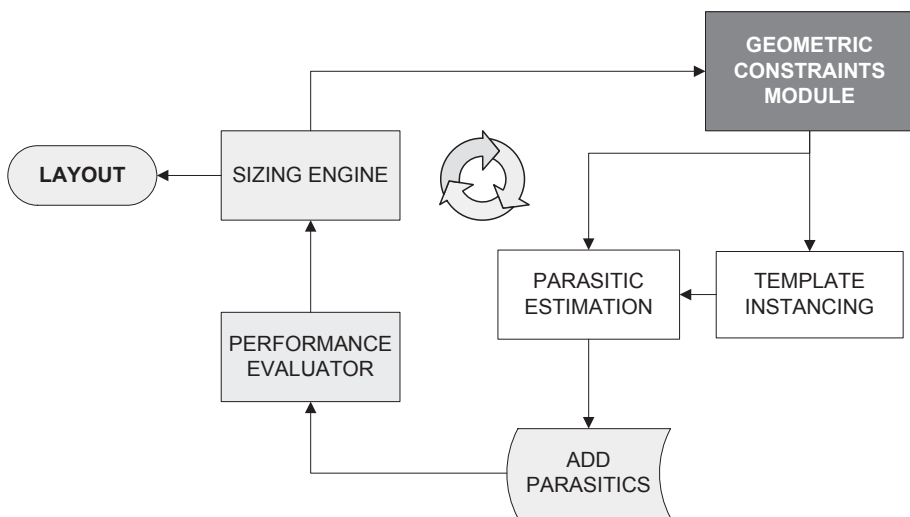 GEOMETRIC
CONSTRAINTS
MODULE
LAYOUT
SIZING ENGINE
PARASITIC
ESTIMATION
TEMPLATE
INSTANCING
PERFORMANCE
EVALUATOR
ADD
PARASITICS